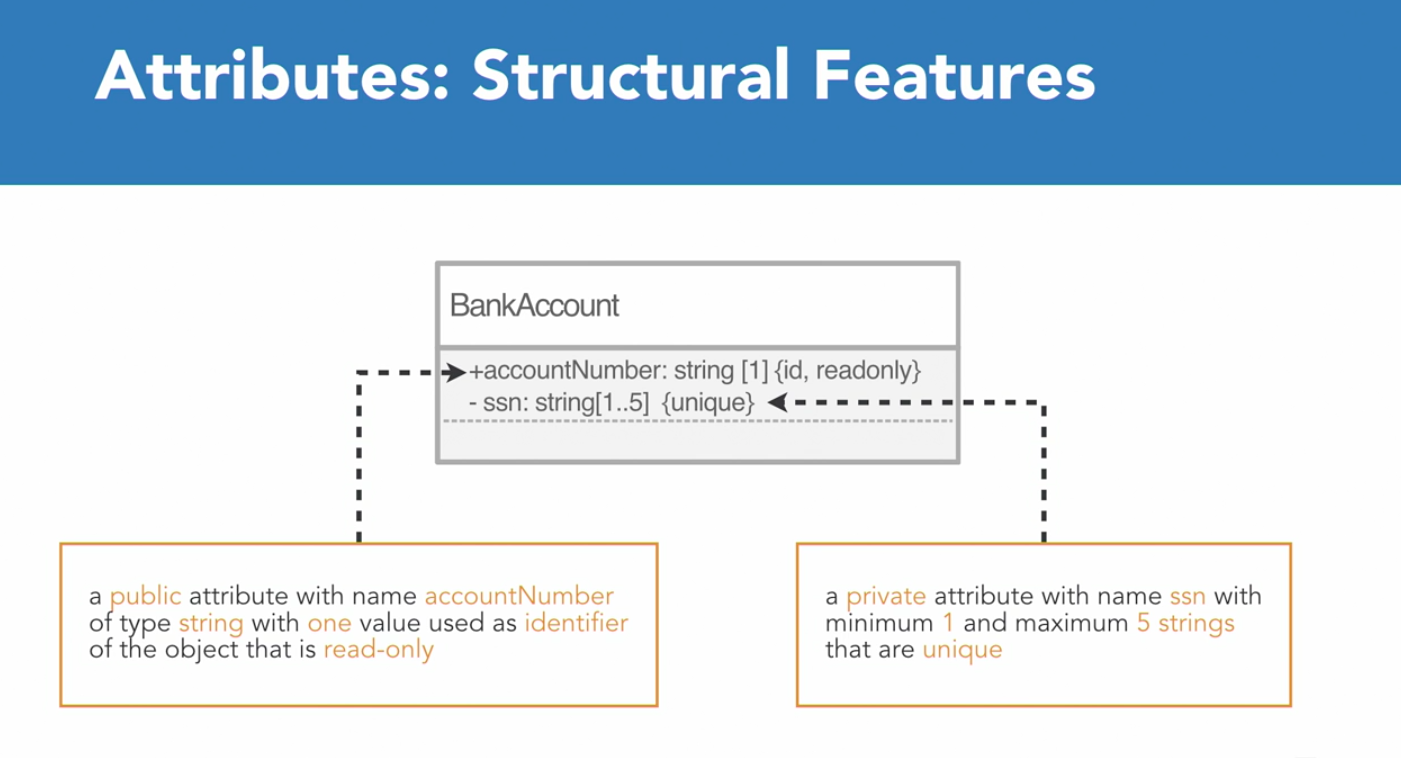 Attributes: Structural Features
BankAccount
+accountNumber: string [1] {id, readonly}
- ssn: string[1..5] {unique}
a public attribute with name accountNumber
of type string with one value used as identifier
of the object that is read-only
a private attribute with name ssn with
minimum 1 and maximum 5 strings
that are unique